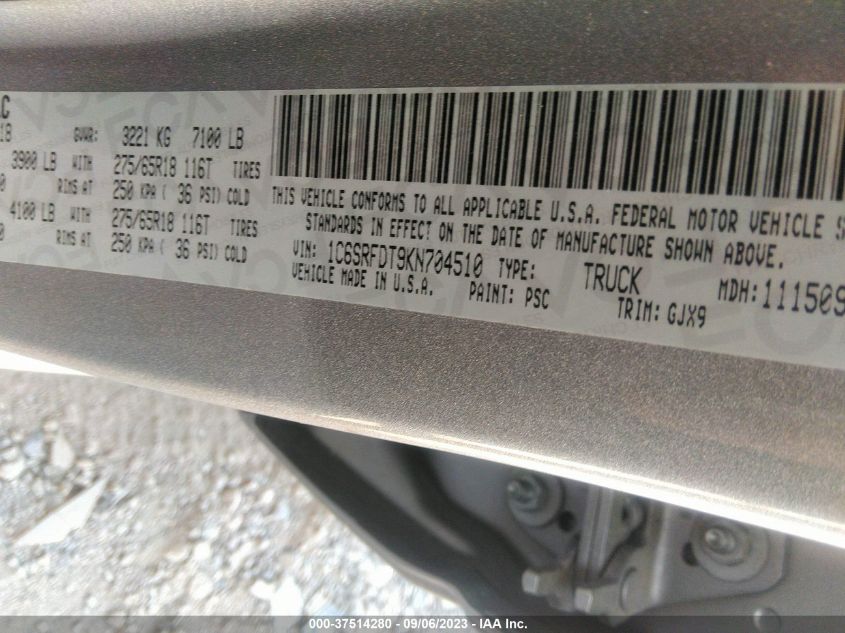 LC
18 GVWR: 3221 KG 7100 LB
3900 LB WITH 275/65R18 116T TIRES
0 RIMS AT 250 KPA ( 36 PSI) COLD
4100 LB WITH 275/65R18 116T TIRES
0 RIMS AT 250 KPA ( 36 PSI) COLD
THIS VEHICLE CONFORMS TO ALL APPLICABLE U.S.A. FEDERAL MOTOR VEHICLE S
STANDARDS IN EFFECT ON THE DATE OF MANUFACTURE SHOWN ABOVE.
VIN: 1C6SRFDT9KN704510 TYPE: TRUCK MDH:111509
VEHICLE MADE IN U.S.A. PAINT: PSC TRIM: GJX9
000-37514280 - 09/06/2023 - IAA Inc.